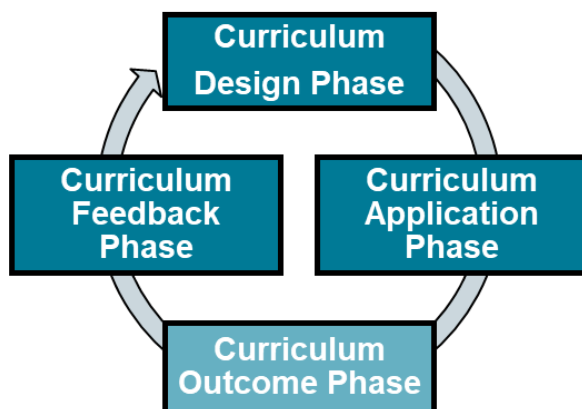 Curriculum
Design Phase
Curriculum
Feedback
Phase
Curriculum
Application
Phase
Curriculum
Outcome Phase